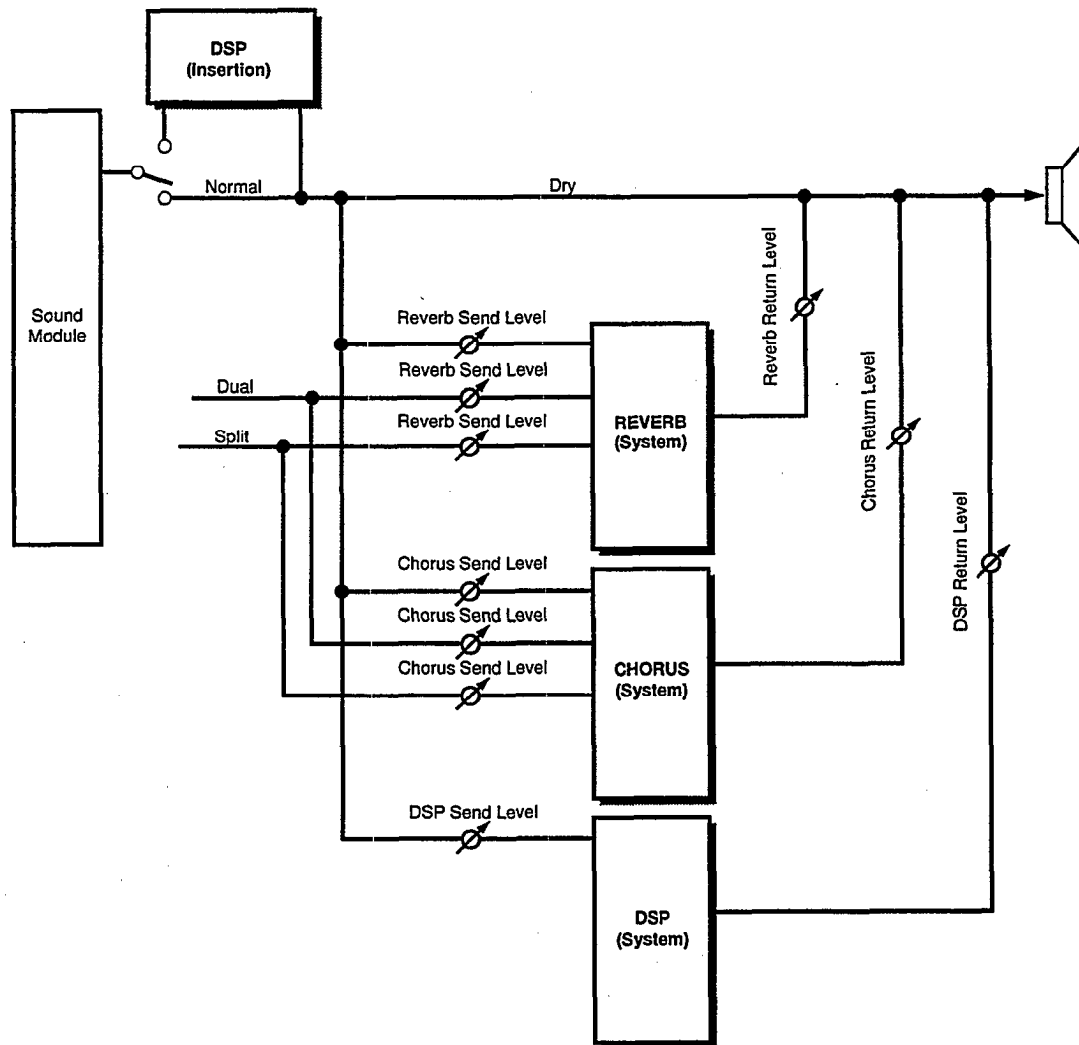 DSP
(Insertion)
Normal
Dry
Sound
Module
Reverb Send Level
Reverb Send Level
Dual
Reverb Send Level
Split
REVERB
(System)
Reverb Return Level
Chorus Return Level
DSP Return Level
Chorus Send Level
Chorus Send Level
Chorus Send Level
CHORUS
(System)
DSP Send Level
DSP
(System)